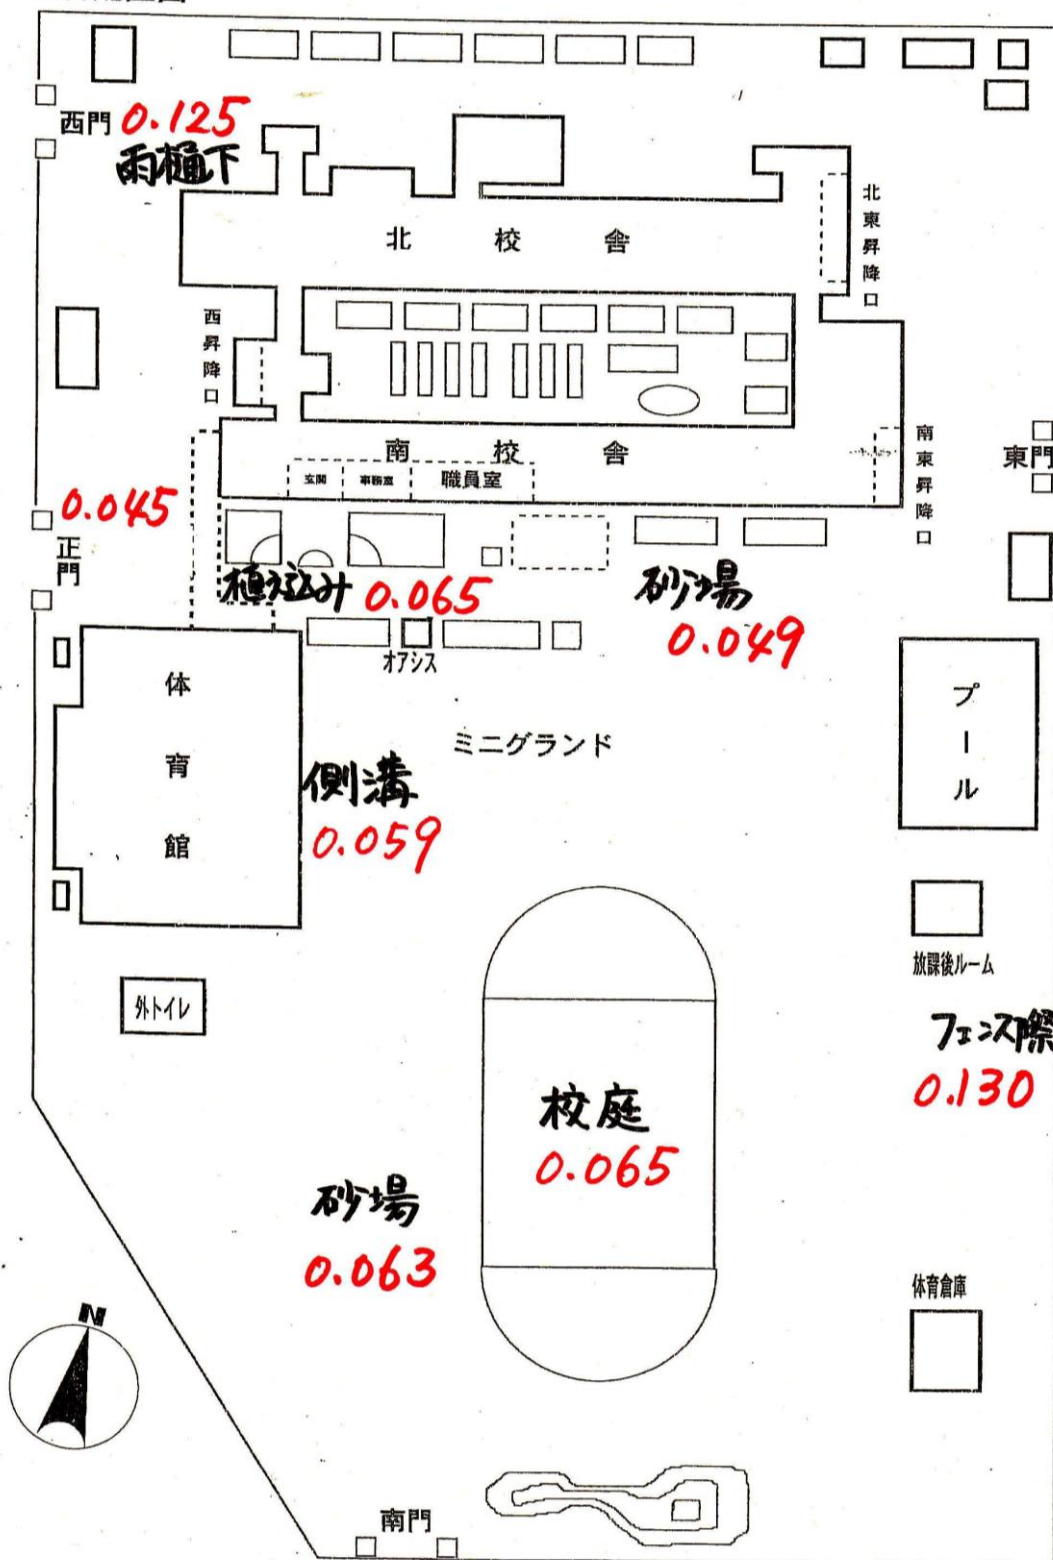 西門 0.125
雨樋下
北校舎
北東昇降口
西昇降口
南校舎
玄関
事務室
職員室
南東昇降口
東門
0.045
正門
植え込み 0.065
砂場
0.049
オアシス
体育館
ミニグランド
プール
側溝
0.059
放課後ルーム
外トイレ
フェンス際
0.130
校庭
0.065
砂場
0.063
体育倉庫
N
南門